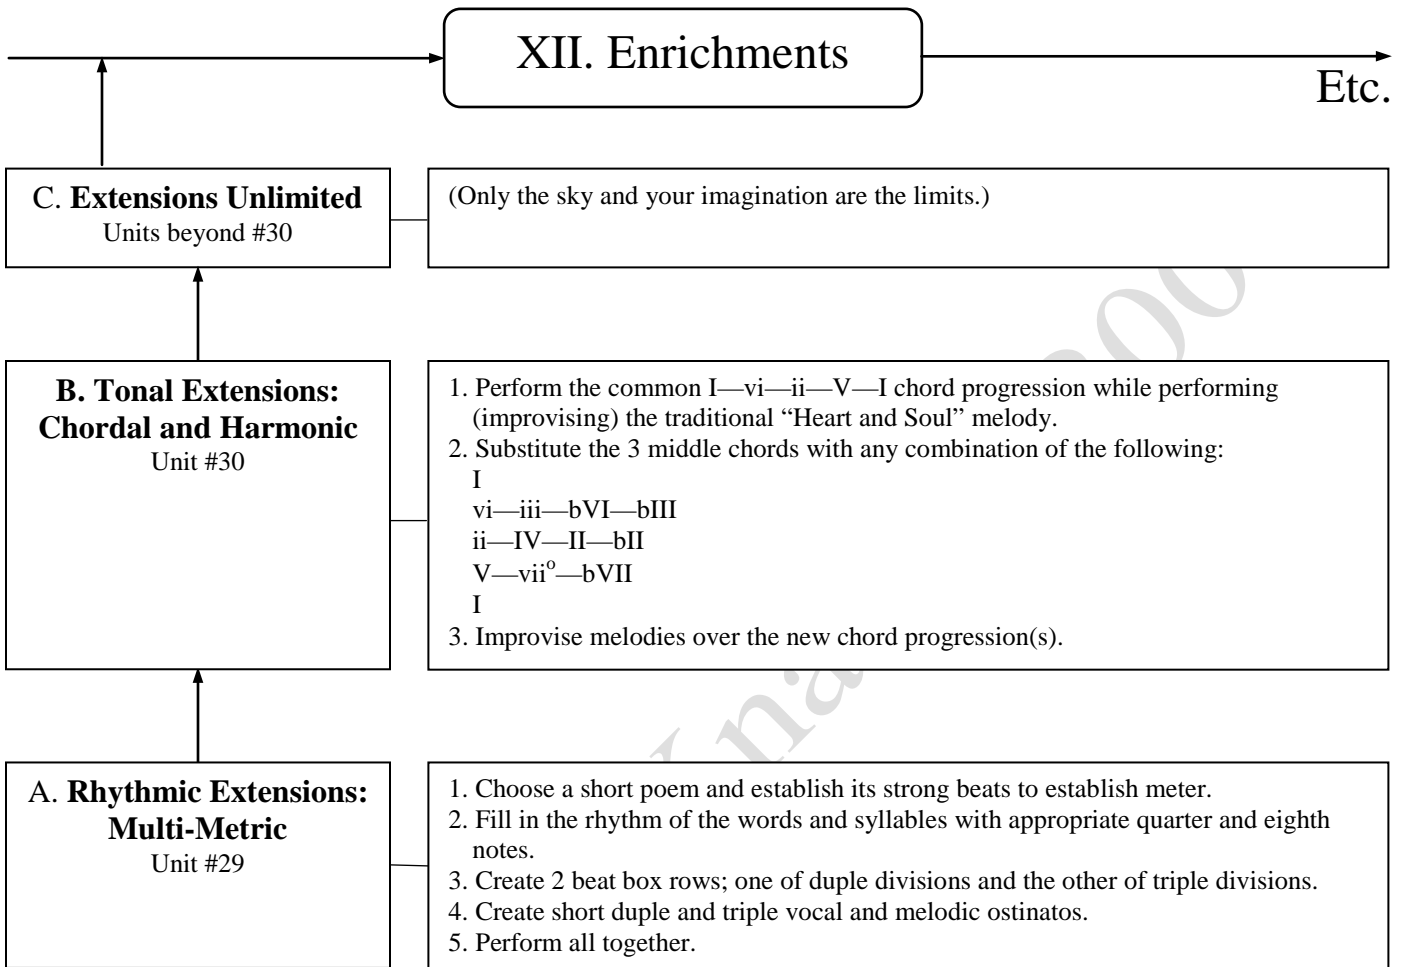 XII. Enrichments
Etc.
C. Extensions Unlimited
Units beyond #30
(Only the sky and your imagination are the limits.)
B. Tonal Extensions:
Chordal and Harmonic
Unit #30
1. Perform the common I—vi—ii—V—I chord progression while performing
(improvising) the traditional “Heart and Soul” melody.
2. Substitute the 3 middle chords with any combination of the following:
I
vi—iii—bVI—bIII
ii—IV—II—bII
V—vii°—bVII
I
3. Improvise melodies over the new chord progression(s).
A. Rhythmic Extensions:
Multi-Metric
Unit #29
1. Choose a short poem and establish its strong beats to establish meter.
2. Fill in the rhythm of the words and syllables with appropriate quarter and eighth
notes.
3. Create 2 beat box rows; one of duple divisions and the other of triple divisions.
4. Create short duple and triple vocal and melodic ostinatos.
5. Perform all together.